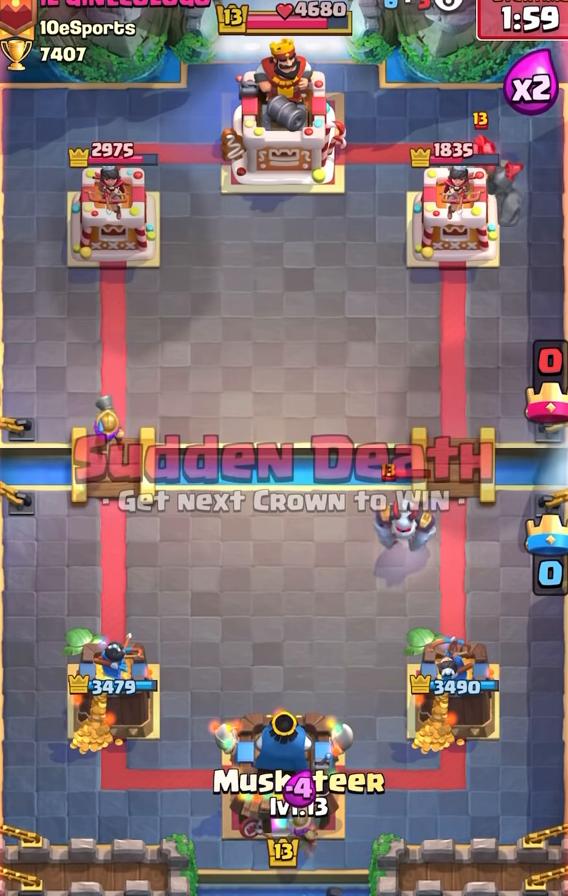 10eSports
7407
13
4680
1:59
x2
13
2975
1835
0
Sudden Death
13
· Get next Crown to Win ·
0
3479
3490
Musketeer
-4
lvl.13
13